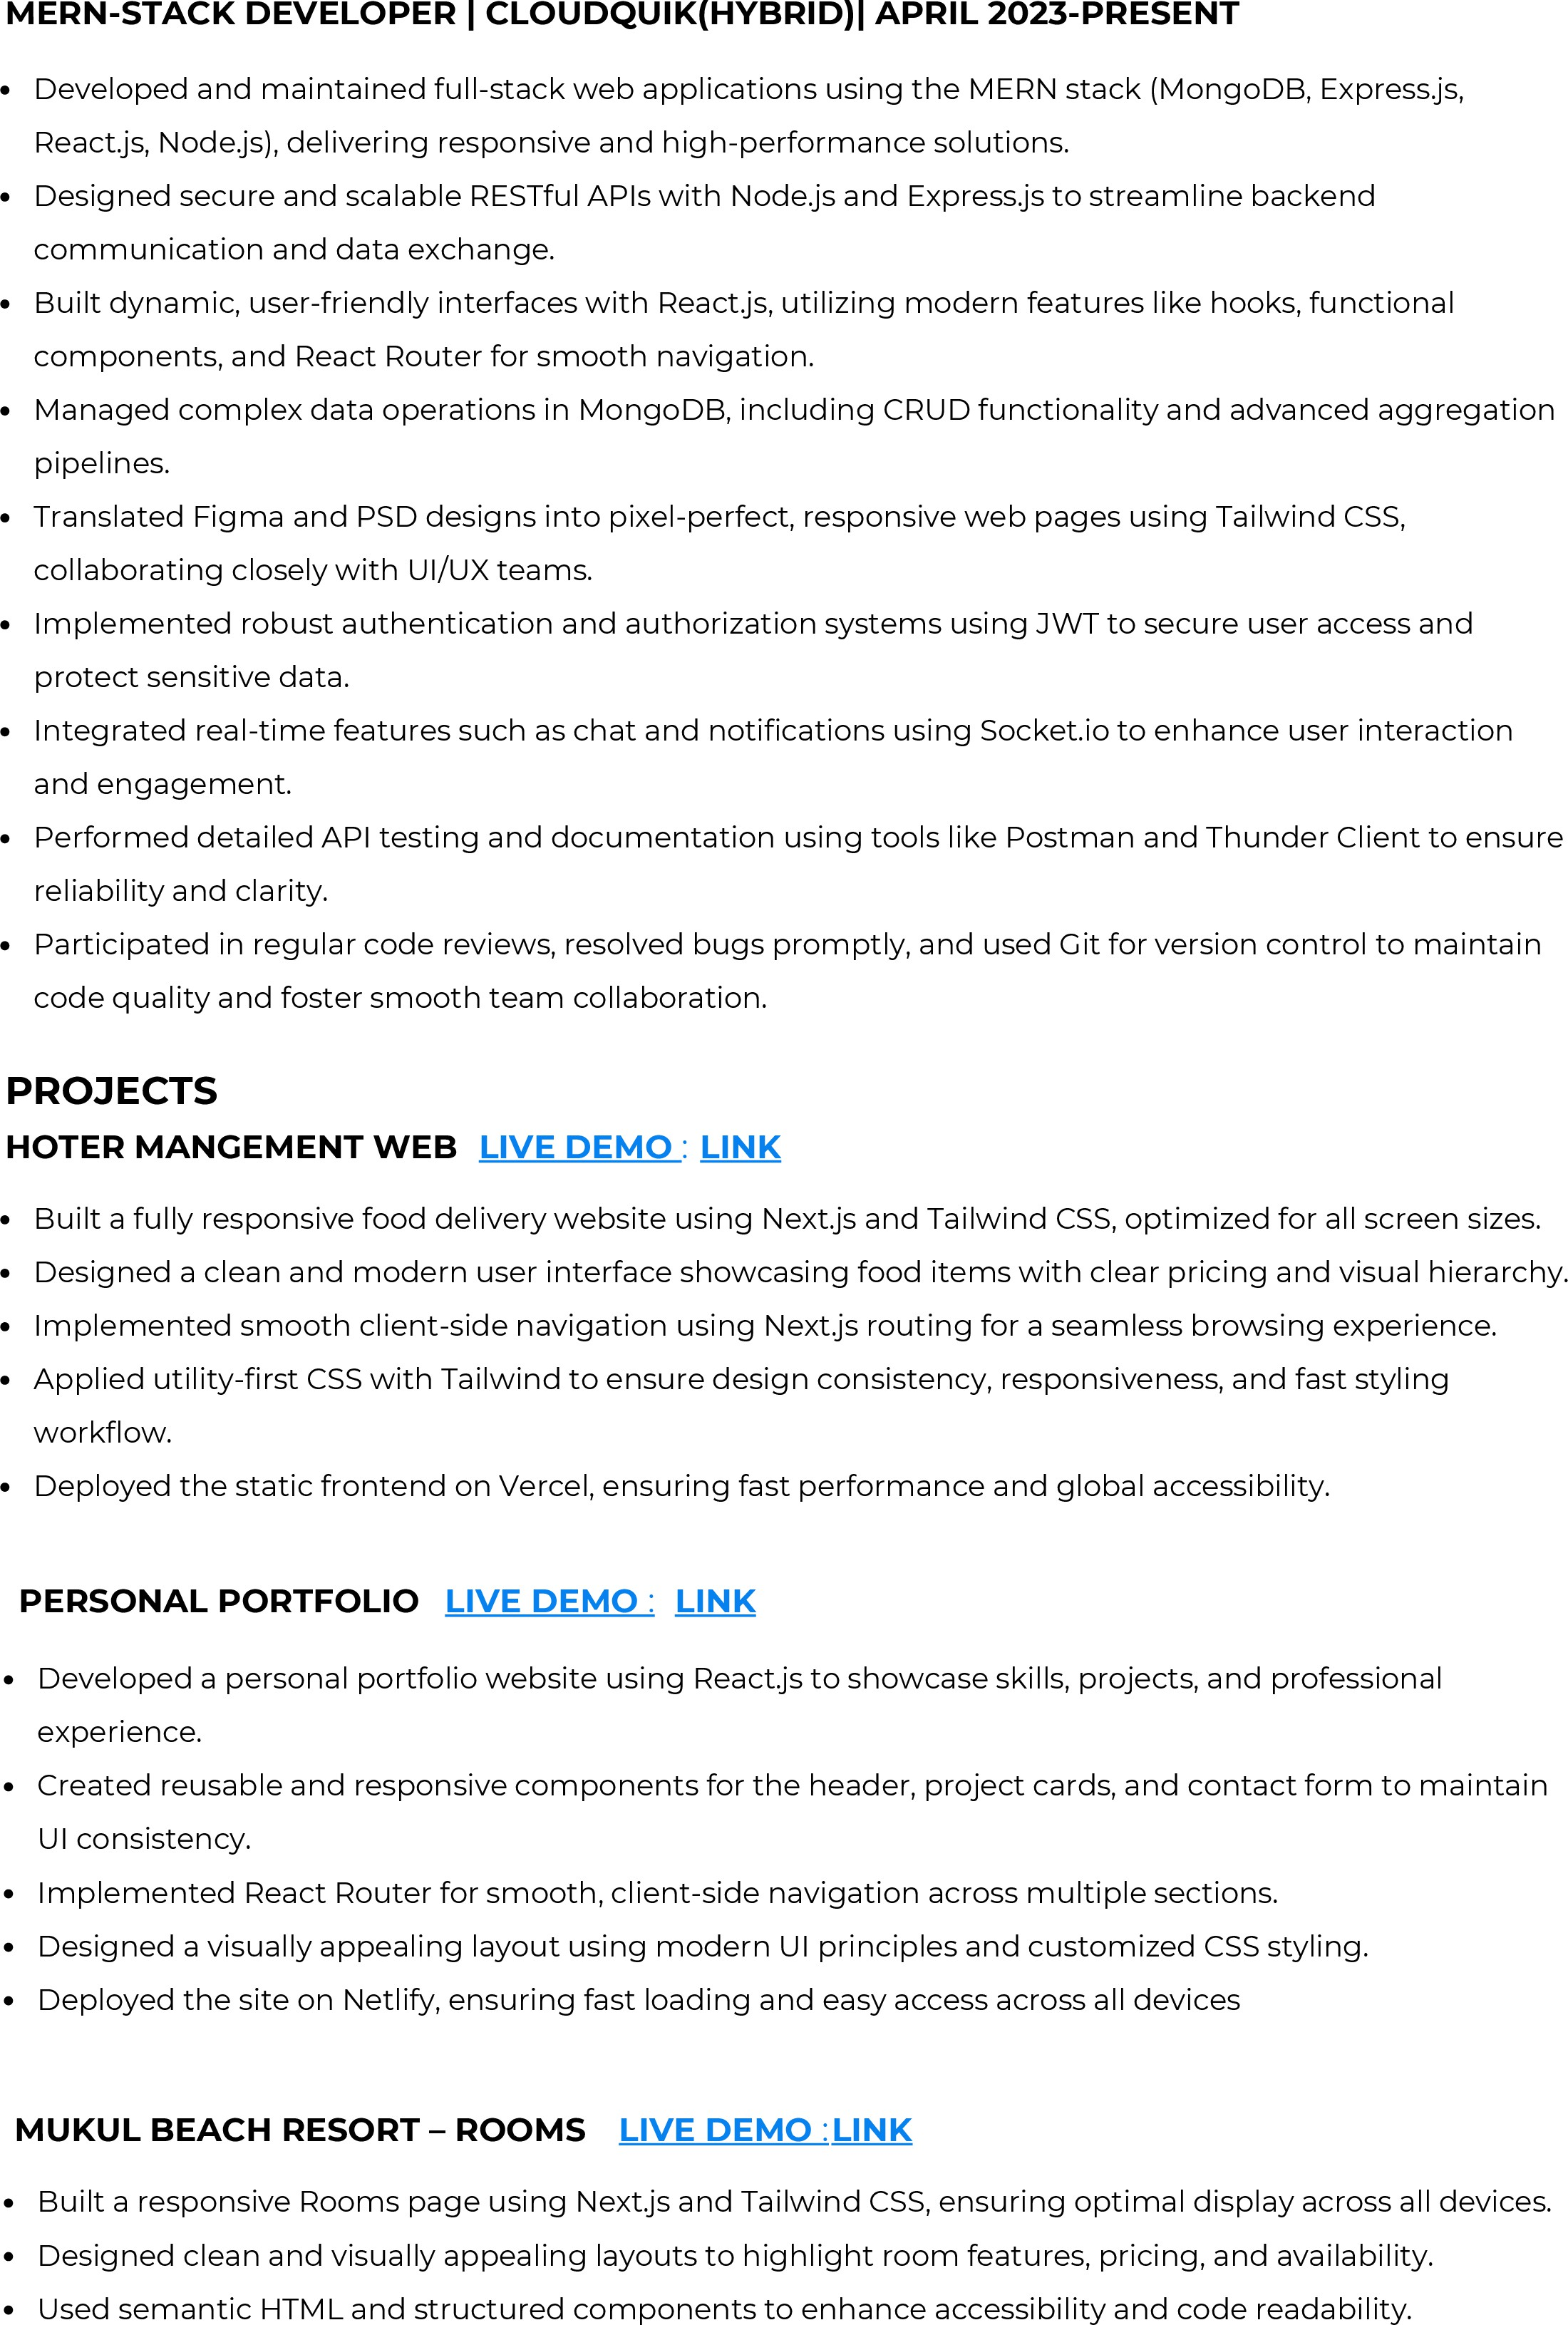 MERN-STACK DEVELOPER | CLOUDQUIK(HYBRID)| APRIL 2023-PRESENT
• Developed and maintained full-stack web applications using the MERN stack (MongoDB, Express.js,
React.js, Node.js), delivering responsive and high-performance solutions.
• Designed secure and scalable RESTful APIs with Node.js and Express.js to streamline backend
communication and data exchange.
• Built dynamic, user-friendly interfaces with React.js, utilizing modern features like hooks, functional
components, and React Router for smooth navigation.
• Managed complex data operations in MongoDB, including CRUD functionality and advanced aggregation
pipelines.
• Translated Figma and PSD designs into pixel-perfect, responsive web pages using Tailwind CSS,
collaborating closely with UI/UX teams.
• Implemented robust authentication and authorization systems using JWT to secure user access and
protect sensitive data.
• Integrated real-time features such as chat and notifications using Socket.io to enhance user interaction
and engagement.
• Performed detailed API testing and documentation using tools like Postman and Thunder Client to ensure
reliability and clarity.
• Participated in regular code reviews, resolved bugs promptly, and used Git for version control to maintain
code quality and foster smooth team collaboration.
PROJECTS
HOTER MANGEMENT WEB LIVE DEMO : LINK
• Built a fully responsive food delivery website using Next.js and Tailwind CSS, optimized for all screen sizes.
• Designed a clean and modern user interface showcasing food items with clear pricing and visual hierarchy.
• Implemented smooth client-side navigation using Next.js routing for a seamless browsing experience.
• Applied utility-first CSS with Tailwind to ensure design consistency, responsiveness, and fast styling
workflow.
• Deployed the static frontend on Vercel, ensuring fast performance and global accessibility.
PERSONAL PORTFOLIO LIVE DEMO : LINK
• Developed a personal portfolio website using React.js to showcase skills, projects, and professional
experience.
• Created reusable and responsive components for the header, project cards, and contact form to maintain
UI consistency.
• Implemented React Router for smooth, client-side navigation across multiple sections.
• Designed a visually appealing layout using modern UI principles and customized CSS styling.
• Deployed the site on Netlify, ensuring fast loading and easy access across all devices
MUKUL BEACH RESORT – ROOMS LIVE DEMO :LINK
• Built a responsive Rooms page using Next.js and Tailwind CSS, ensuring optimal display across all devices.
• Designed clean and visually appealing layouts to highlight room features, pricing, and availability.
• Used semantic HTML and structured components to enhance accessibility and code readability.